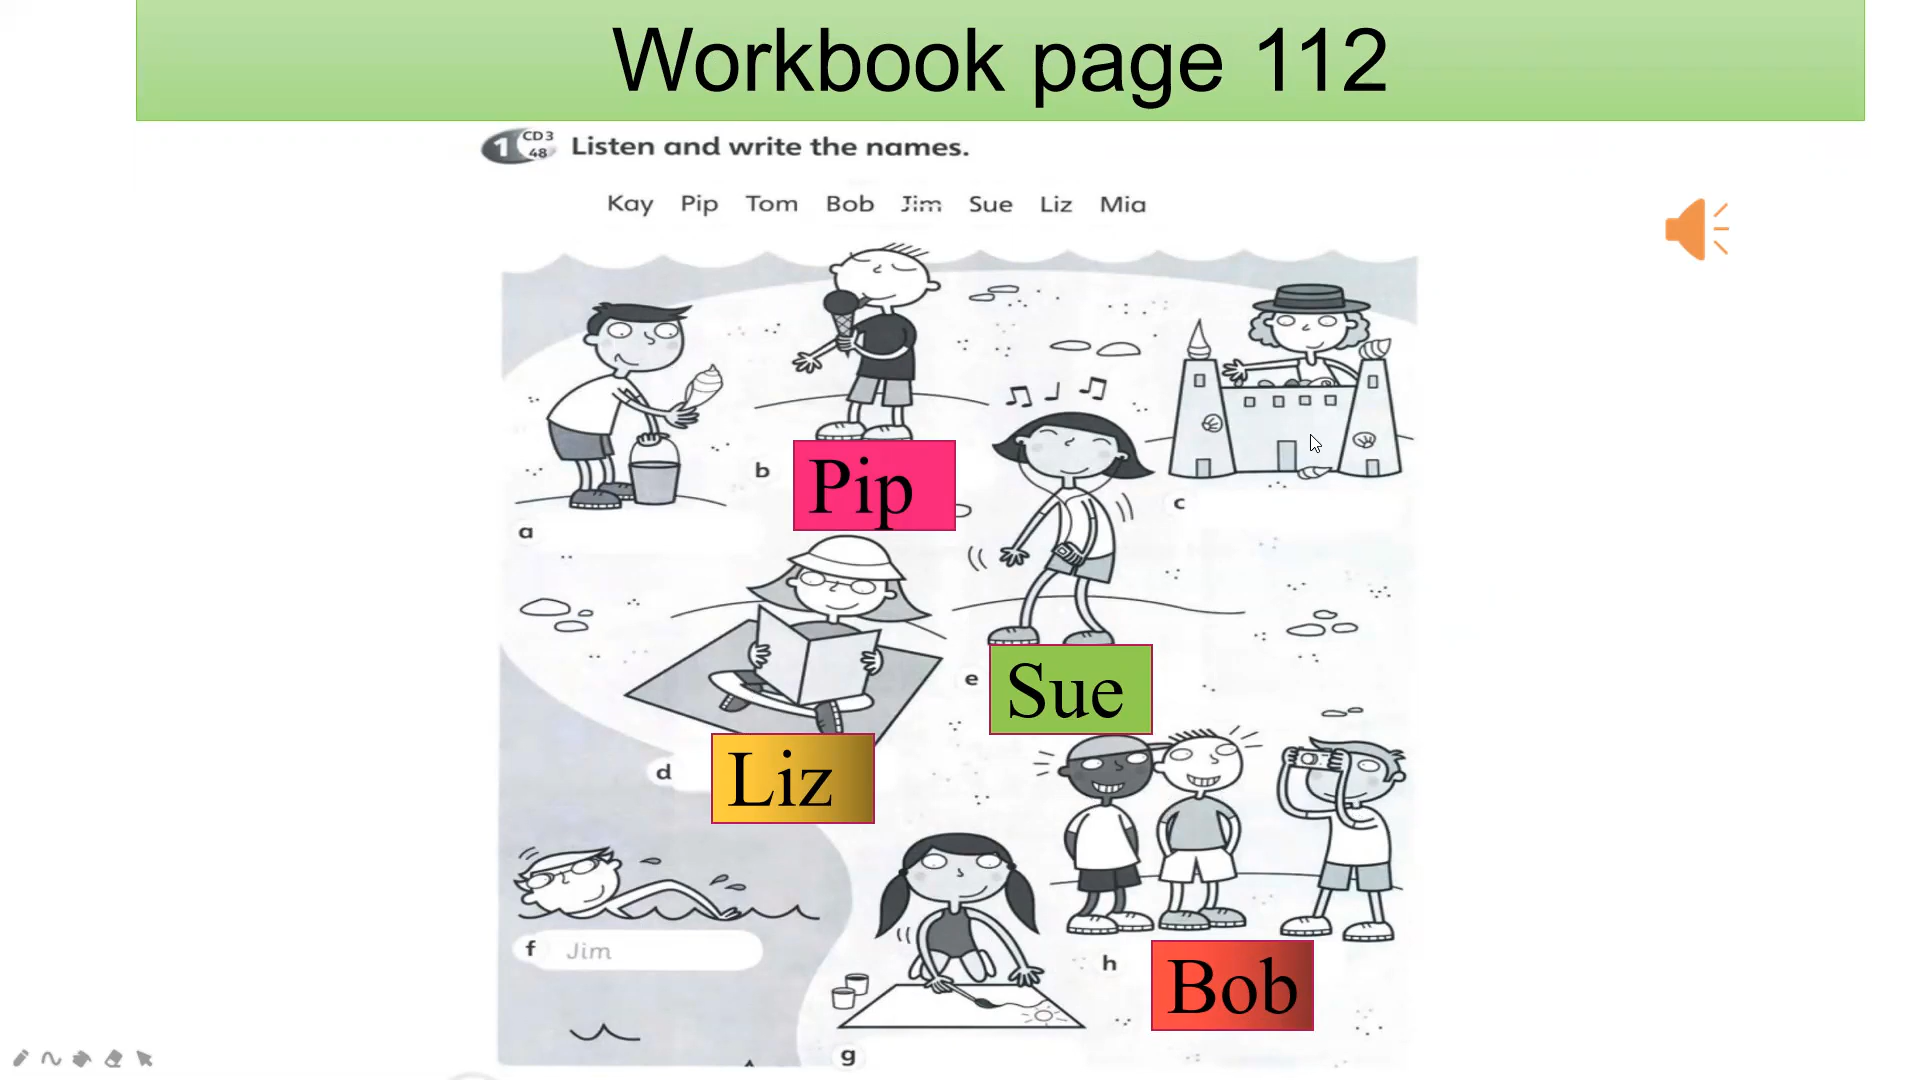 Workbook page 112
1 CD3 48 Listen and write the names.
Kay Pip Tom Bob Jim Sue Liz Mia
b Pip
c
a
e Sue
d Liz
f Jim
h Bob
g